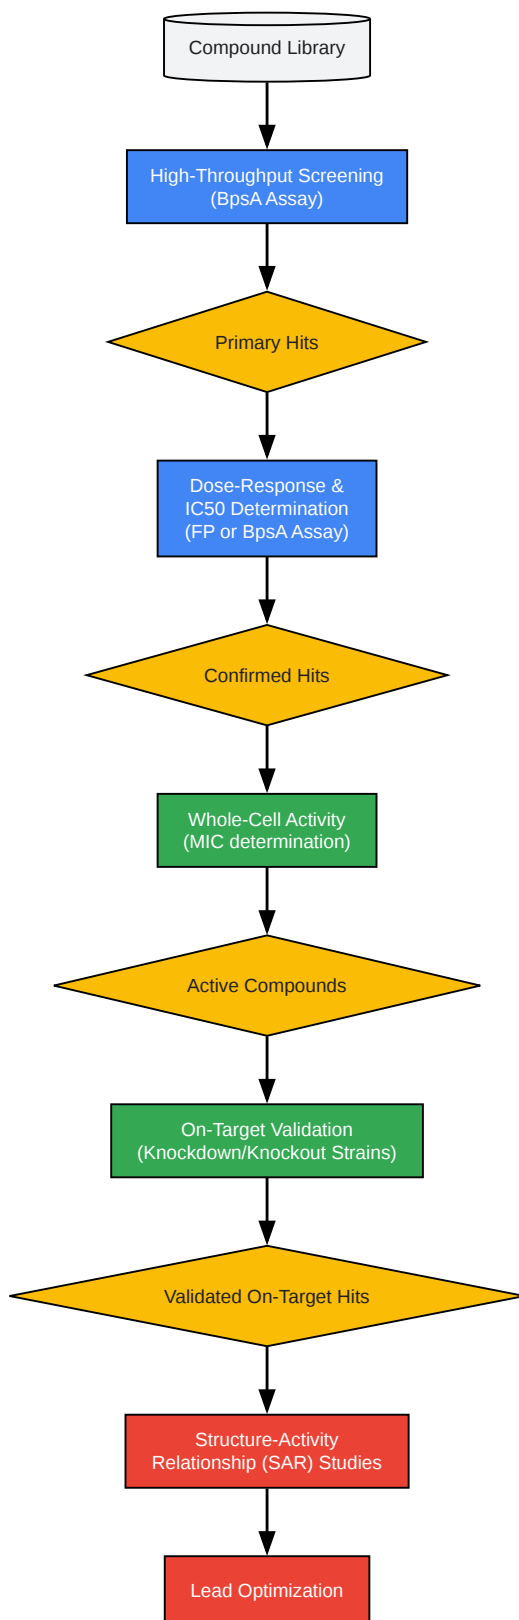 Compound Library
High-Throughput Screening
(BpsA Assay)
Primary Hits
Dose-Response &
IC50 Determination
(FP or BpsA Assay)
Confirmed Hits
Whole-Cell Activity
(MIC determination)
Active Compounds
On-Target Validation
(Knockdown/Knockout Strains)
Validated On-Target Hits
Structure-Activity
Relationship (SAR) Studies
Lead Optimization